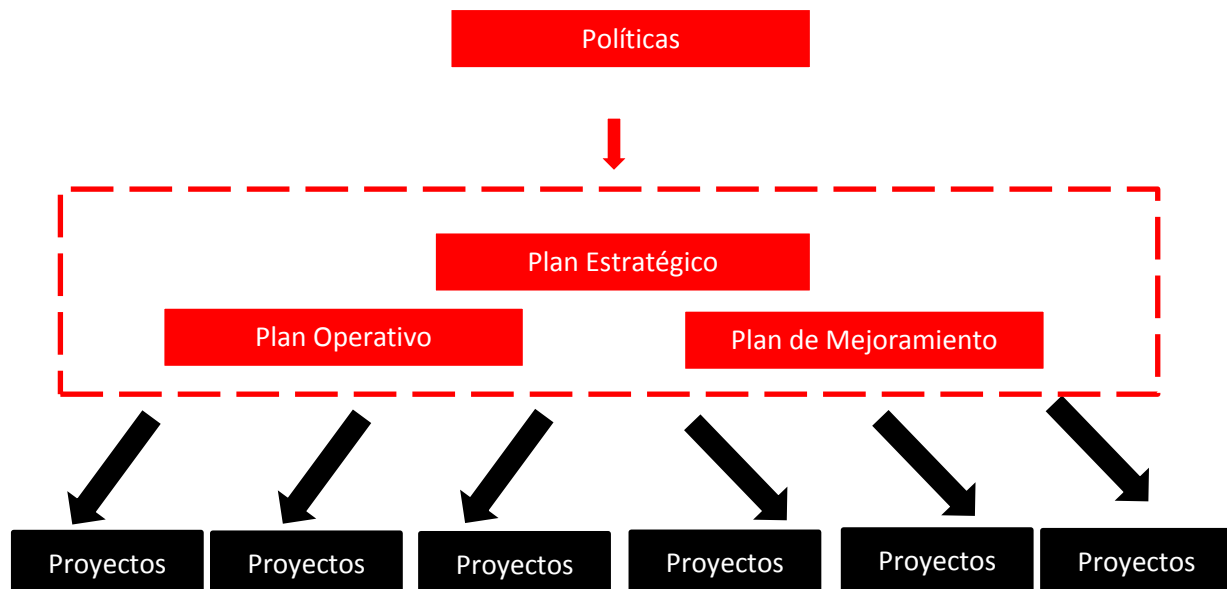 Políticas
Plan Estratégico
Plan Operativo
Plan de Mejoramiento
Proyectos
Proyectos
Proyectos
Proyectos
Proyectos
Proyectos